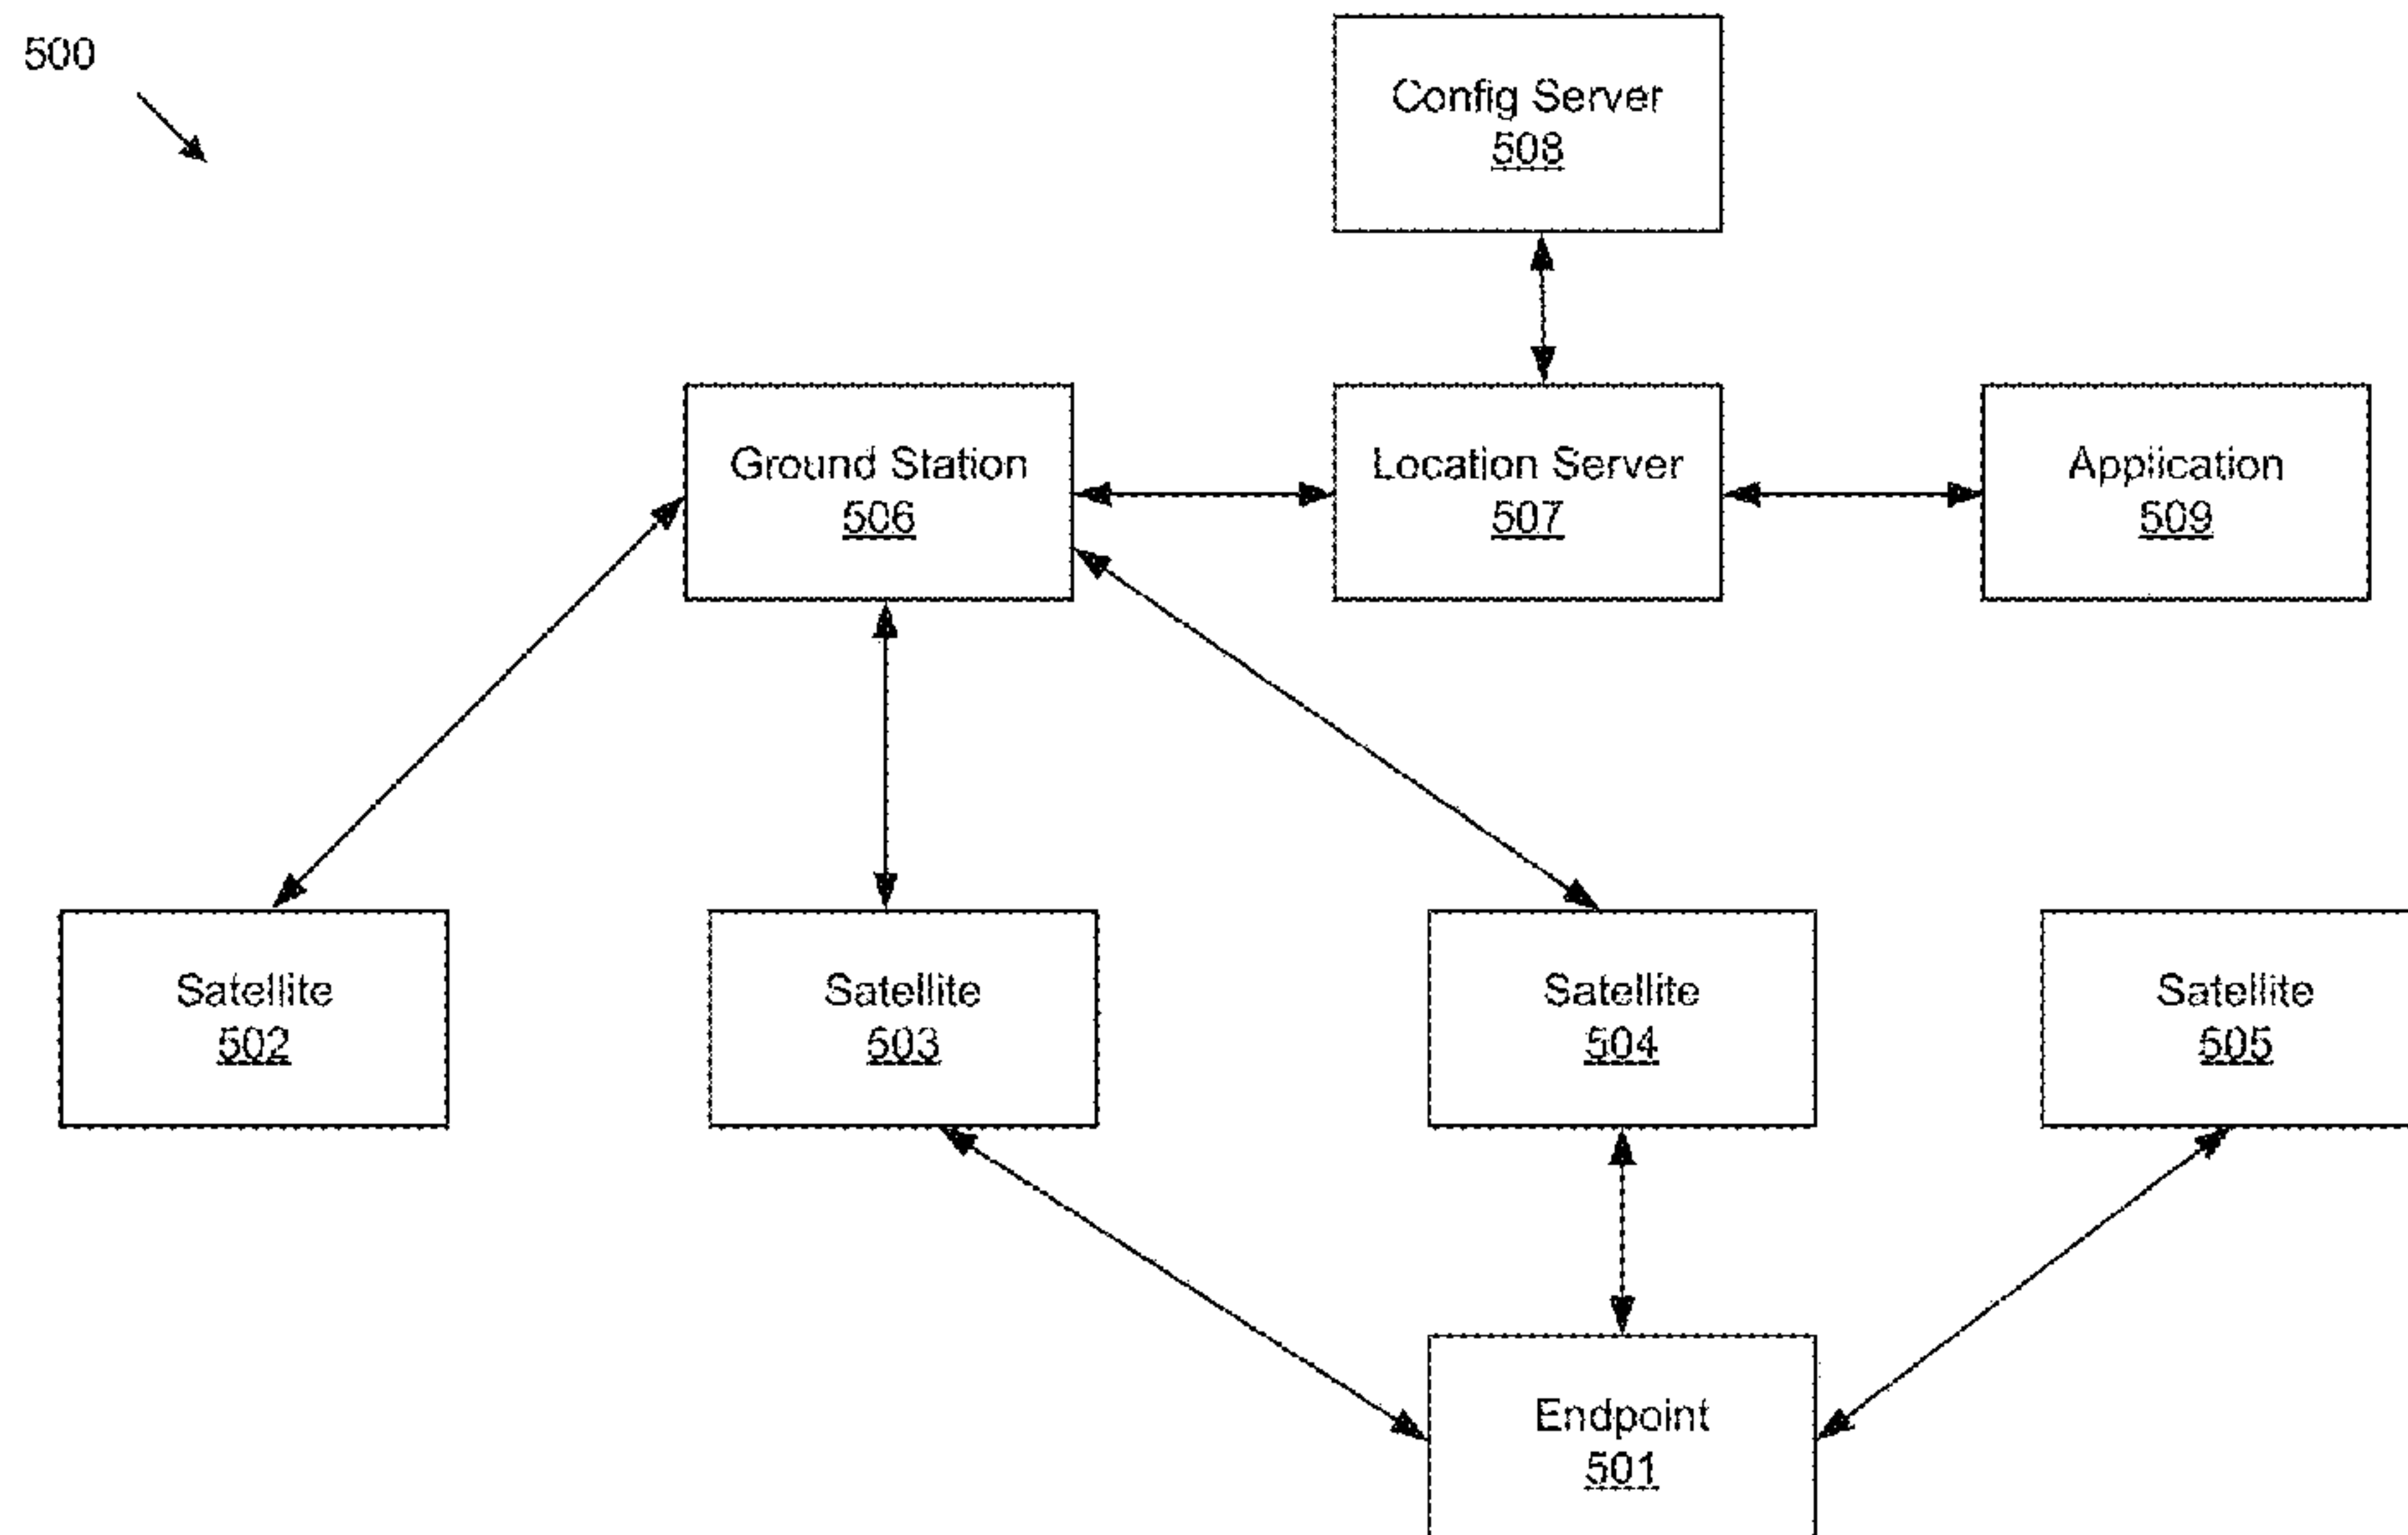 500
Config Server
508
Ground Station
506
Location Server
507
Application
509
Satellite
502
Satellite
503
Satellite
504
Satellite
505
Endpoint
501